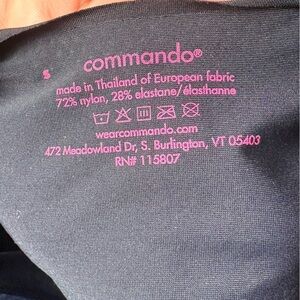 S
commando®
made in Thailand of European fabric
72% nylon, 28% elastane/élasthanne
wearcommando.com
472 Meadowland Dr, S. Burlington, VT 05403
RN# 115807